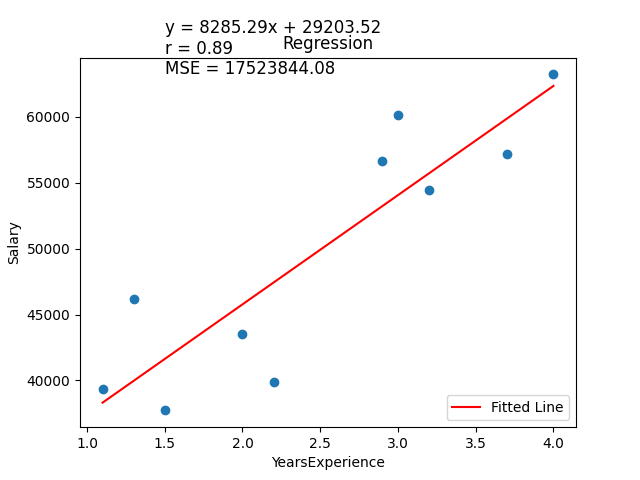 y = 8285.29x + 29203.52
r = 0.89
Regression
MSE = 17523844.08
60000
55000
50000
45000
40000
Salary
1.0 1.5 2.0 2.5 3.0 3.5 4.0
YearsExperience
Fitted Line